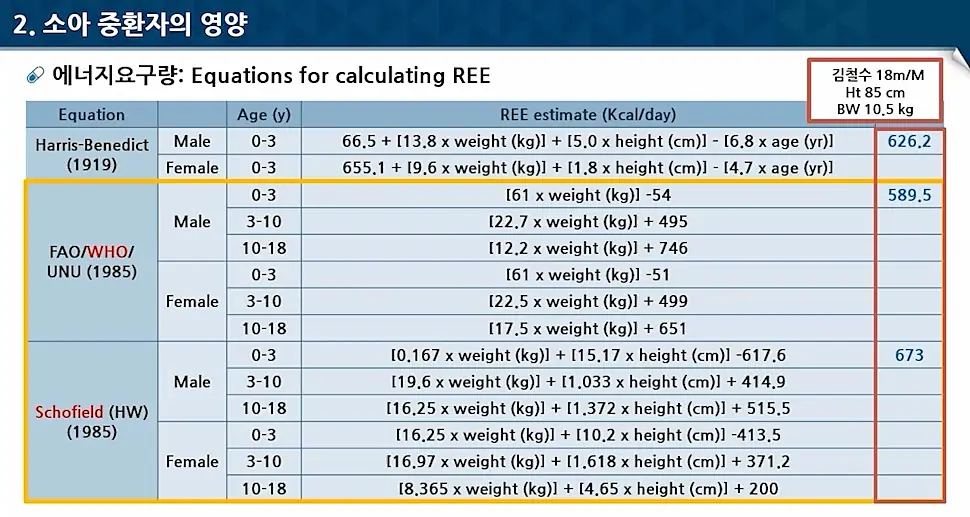 2. 소아 중환자의 영양
에너지요구량: Equations for calculating REE
김철수 18m/M
Ht 85 cm
BW 10.5 kg
Equation Age (y) REE estimate (Kcal/day)
Harris-Benedict (1919) Male 0-3 66.5 + [13.8 x weight (kg)] + [5.0 x height (cm)] - [6.8 x age (yr)] 626.2
Female 0-3 655.1 + [9.6 x weight (kg)] + [1.8 x height (cm)] - [4.7 x age (yr)]
FAO/WHO/UNU (1985) Male 0-3 [61 x weight (kg)] -54 589.5
3-10 [22.7 x weight (kg)] + 495
10-18 [12.2 x weight (kg)] + 746
Female 0-3 [61 x weight (kg)] -51
3-10 [22.5 x weight (kg)] + 499
10-18 [17.5 x weight (kg)] + 651
Schofield (HW) (1985) Male 0-3 [0.167 x weight (kg)] + [15.17 x height (cm)] -617.6 673
3-10 [19.6 x weight (kg)] + [1.033 x height (cm)] + 414.9
10-18 [16.25 x weight (kg)] + [1.372 x height (cm)] + 515.5
Female 0-3 [16.25 x weight (kg)] + [10.2 x height (cm)] -413.5
3-10 [16.97 x weight (kg)] + [1.618 x height (cm)] + 371.2
10-18 [8.365 x weight (kg)] + [4.65 x height (cm)] + 200